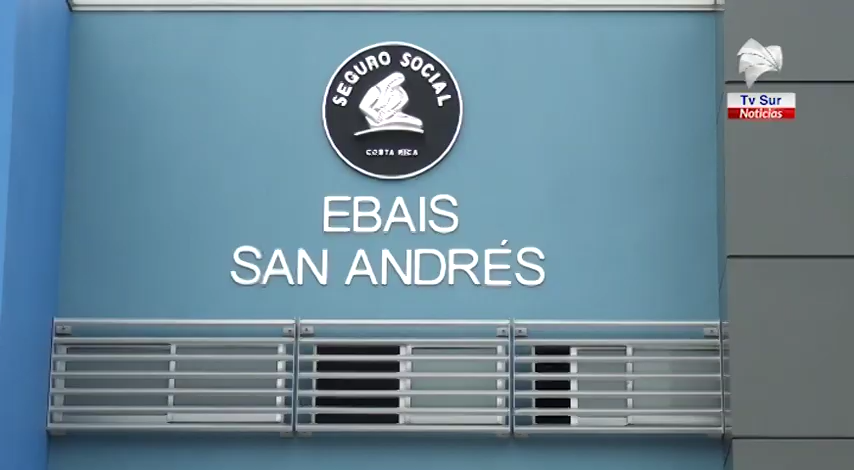 SEGURO SOCIAL
COSTA RICA
EBAIS
SAN ANDRÉS
Tv Sur
Noticias